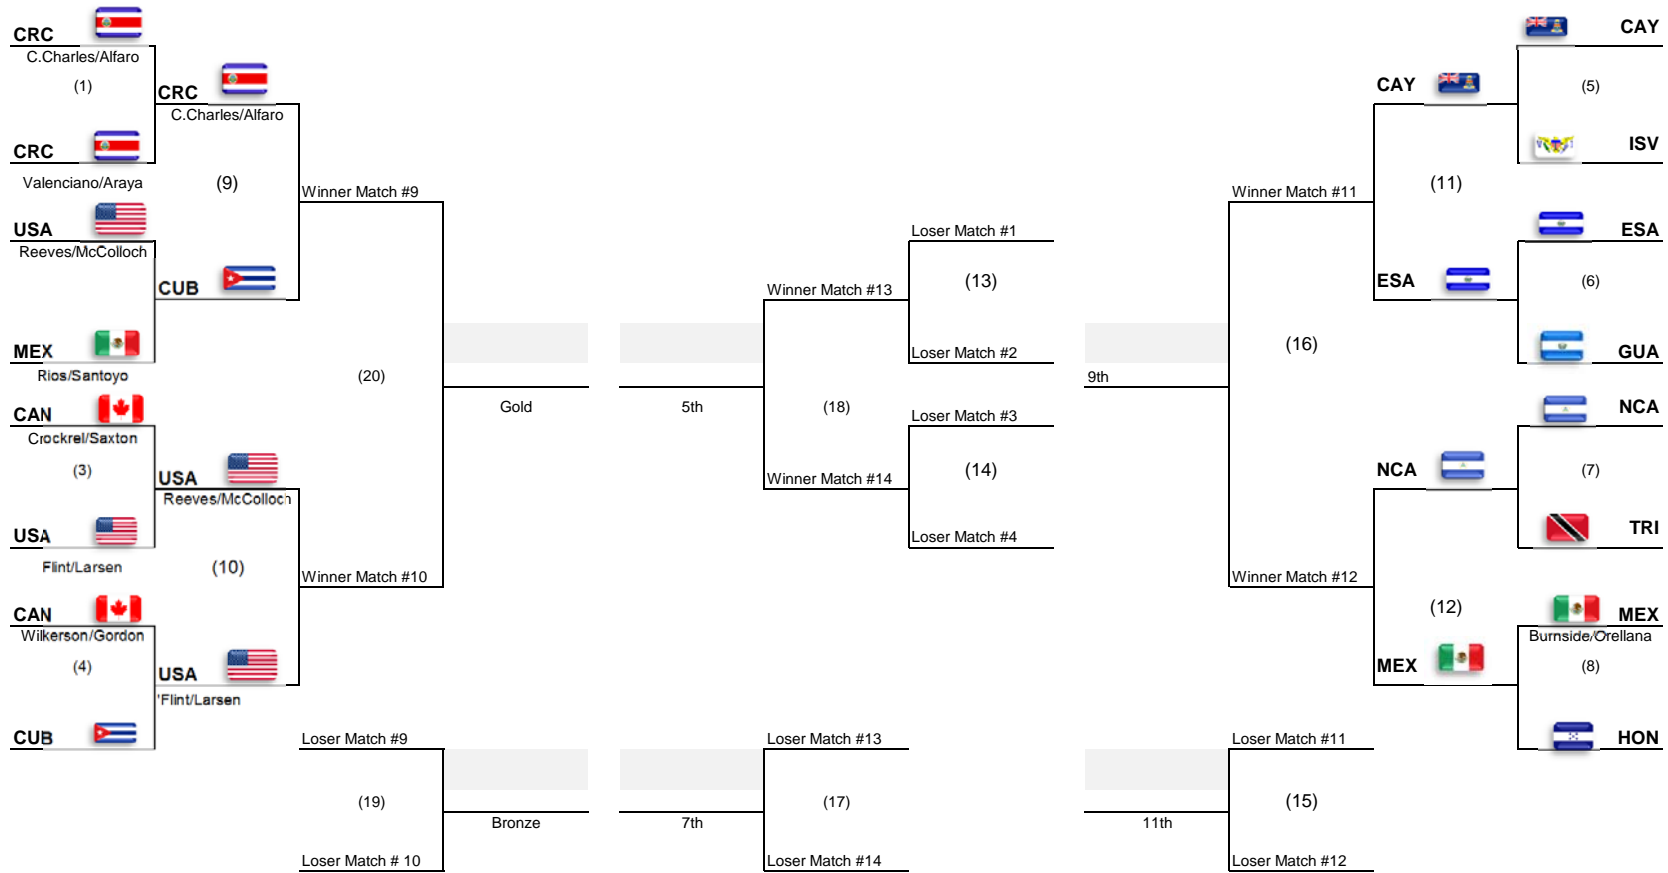 CRC
C.Charles/Alfaro
(1)
CRC
Valenciano/Araya
USA
Reeves/McColloch
MEX
Rios/Santoyo
CAN
Crockrel/Saxton
(3)
USA
Flint/Larsen
CAN
Wilkerson/Gordon
(4)
CUB
CRC
C.Charles/Alfaro
(9)
CUB
USA
Reeves/McColloch
(10)
USA
'Flint/Larsen
Winner Match #9
(20)
Winner Match #10
Gold
Loser Match #9
(19)
Loser Match # 10
Bronze
5th
Winner Match #13
(18)
Winner Match #14
Loser Match #1
(13)
Loser Match #2
Loser Match #3
(14)
Loser Match #4
7th
Loser Match #13
(17)
Loser Match #14
9th
Winner Match #11
(16)
Winner Match #12
11th
Loser Match #11
(15)
Loser Match #12
CAY
(11)
ESA
NCA
(12)
MEX
CAY
(5)
ISV
ESA
(6)
GUA
NCA
(7)
TRI
MEX
Burnside/Orellana
(8)
HON